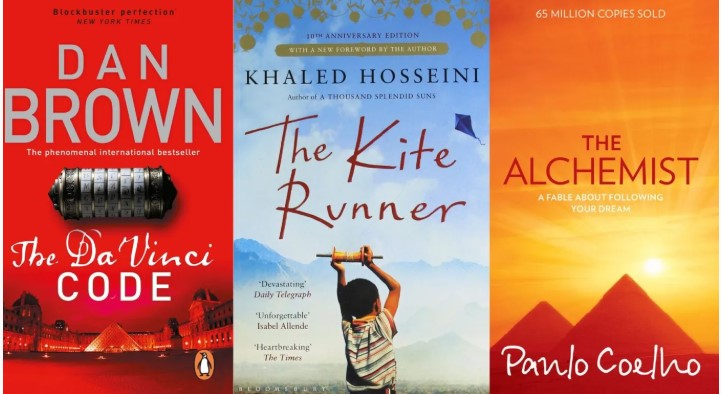 Blockbuster perfection
NEW YORK TIMES
DAN
BROWN
The phenomenal international bestseller
The Da Vinci
CODE
10TH ANNIVERSARY EDITION
WITH A NEW FOREWORD BY THE AUTHOR
KHALED HOSSEINI
Author of A THOUSAND SPLENDID SUNS
The Kite
Runner
'Devastating'
Daily Telegraph
'Unforgettable'
Isabel Allende
'Heartbreaking'
The Times
BLOOMSBURY
65 MILLION COPIES SOLD
THE
ALCHEMIST
A FABLE ABOUT FOLLOWING
YOUR DREAM
Paulo Coelho